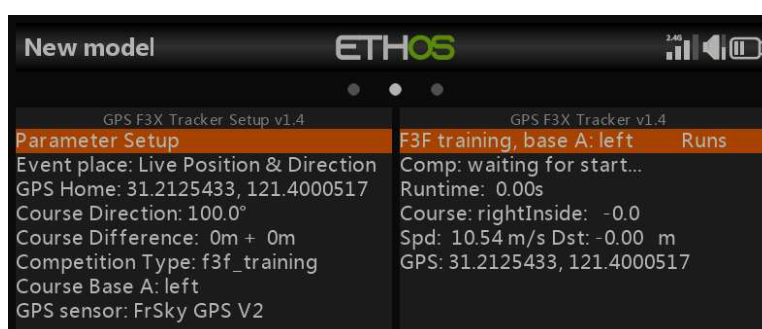 New model ETHOS 2.4G
GPS F3X Tracker Setup v1.4
Parameter Setup
Event place: Live Position & Direction
GPS Home: 31.2125433, 121.4000517
Course Direction: 100.0°
Course Difference: 0m + 0m
Competition Type: f3f_training
Course Base A: left
GPS sensor: FrSky GPS V2
GPS F3X Tracker v1.4
F3F training, base A: left Runs
Comp: waiting for start...
Runtime: 0.00s
Course: rightInside: -0.0
Spd: 10.54 m/s Dst: -0.00 m
GPS: 31.2125433, 121.4000517